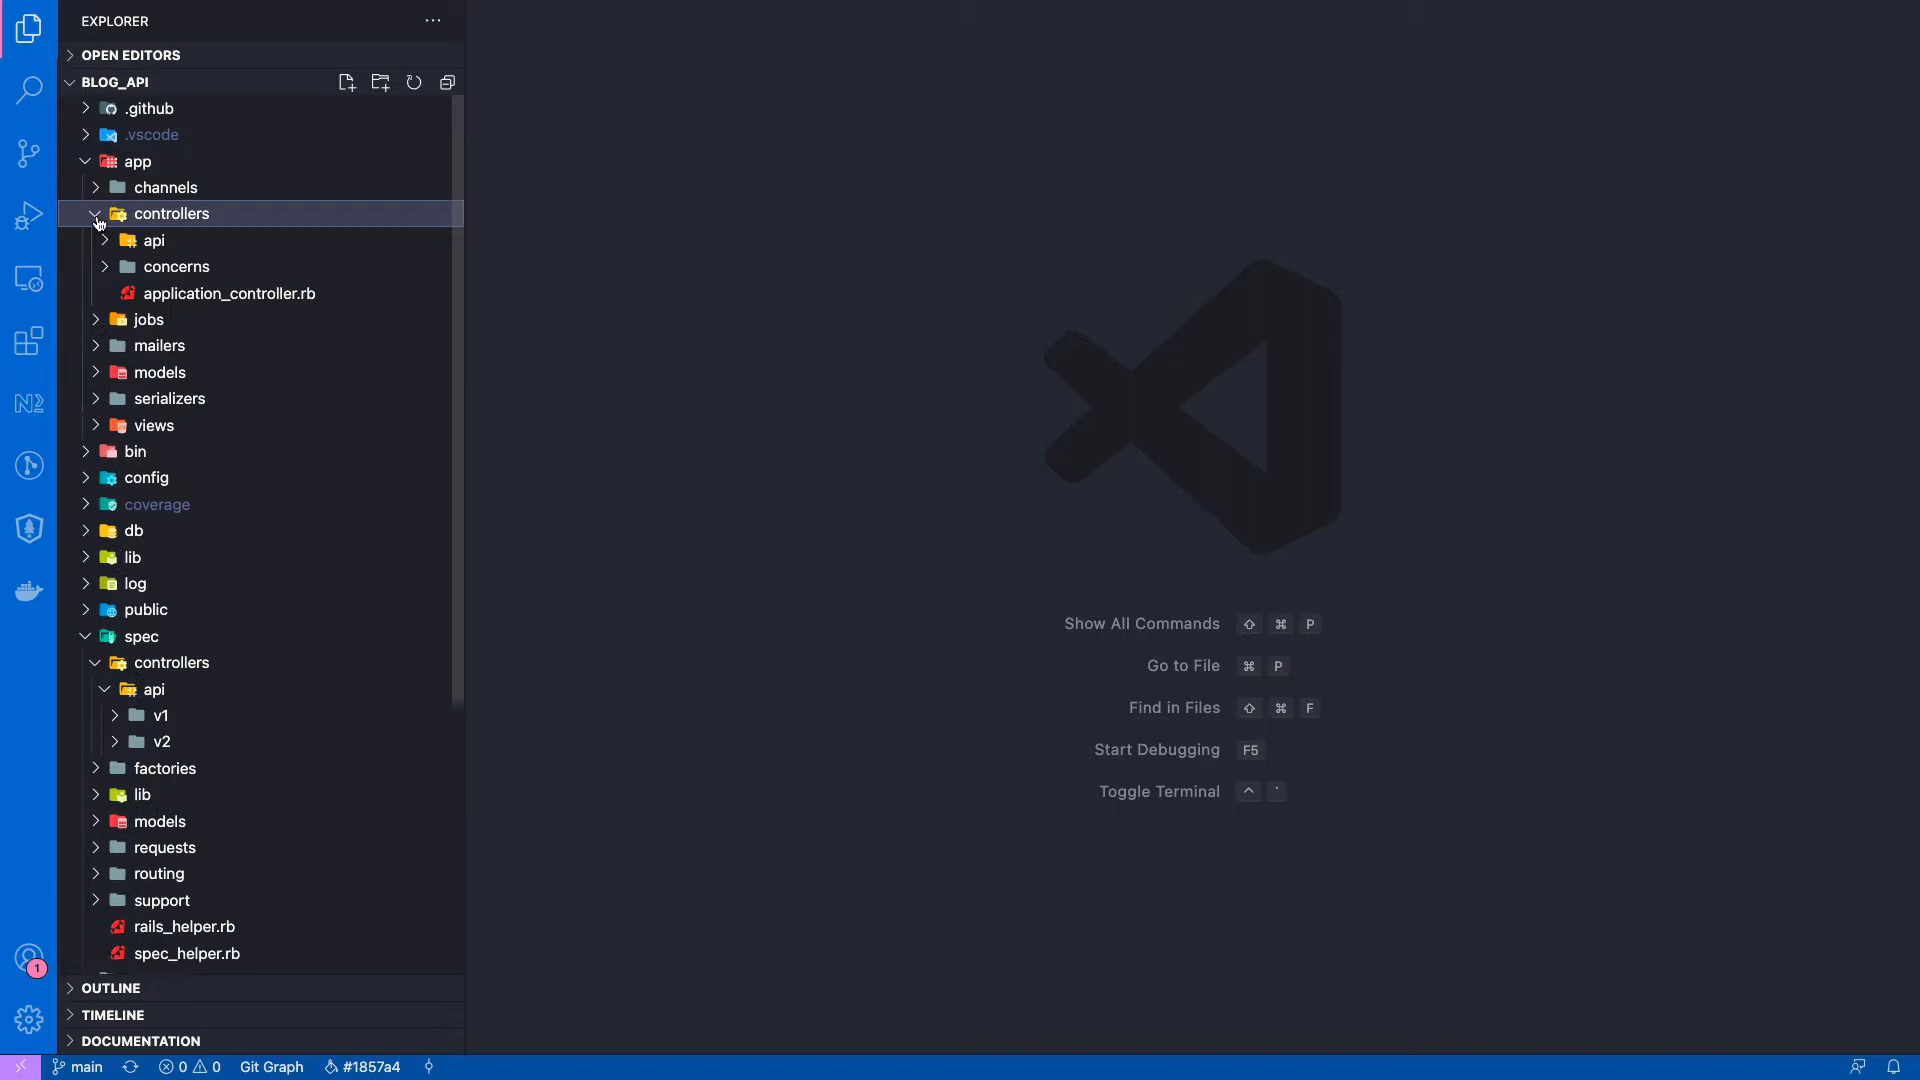 EXPLORER
OPEN EDITORS
BLOG_API
.github
.vscode
app
channels
controllers
api
concerns
application_controller.rb
jobs
mailers
models
serializers
views
bin
config
coverage
db
lib
log
public
spec
controllers
api
v1
v2
factories
lib
models
requests
routing
support
rails_helper.rb
spec_helper.rb
OUTLINE
TIMELINE
DOCUMENTATION
Show All Commands ⇧ ⌘ P
Go to File ⌘ P
Find in Files ⇧ ⌘ F
Start Debugging F5
Toggle Terminal ^ `
N
1
main 0 0 Git Graph #1857a4